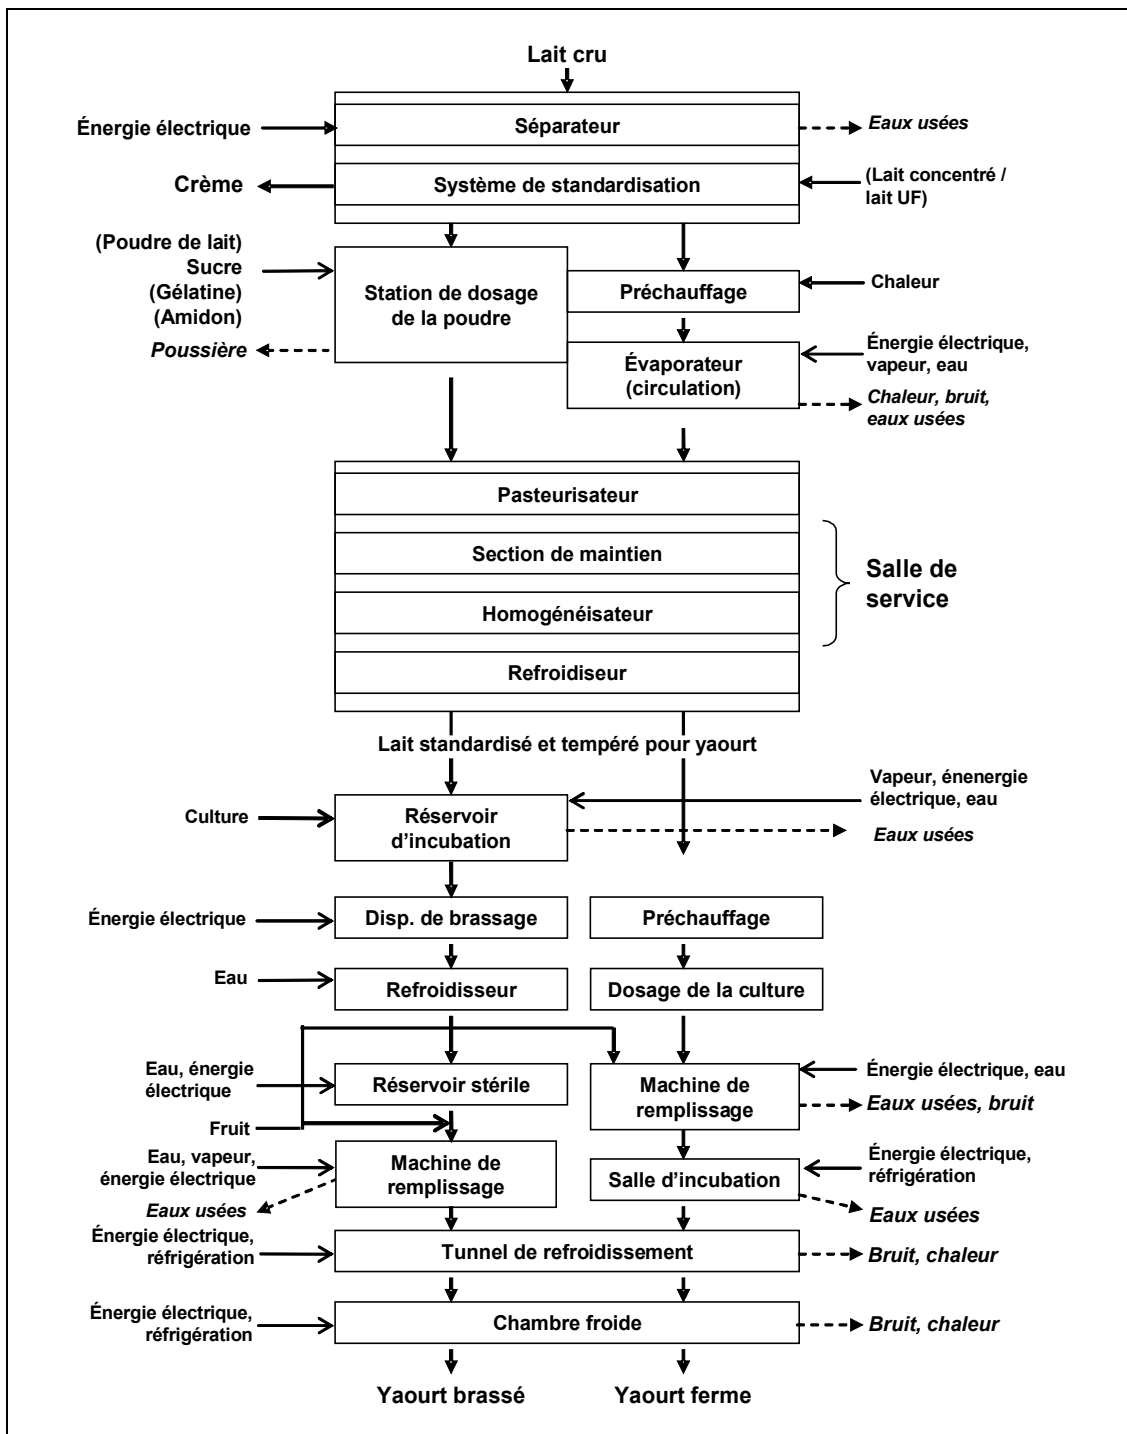 Lait cru
Énergie électrique
Séparateur
Eaux usées
Crème
Système de standardisation
(Lait concentré /
lait UF)
(Poudre de lait)
Sucre
(Gélatine)
(Amidon)
Poussière
Station de dosage
de la poudre
Préchauffage
Chaleur
Évaporateur
(circulation)
Énergie électrique,
vapeur, eau
Chaleur, bruit,
eaux usées
Pasteurisateur
Section de maintien
Homogénéisateur
Refroidiseur
Salle de
service
Lait standardisé et tempéré pour yaourt
Culture
Réservoir
d'incubation
Vapeur, énenergie
électrique, eau
Eaux usées
Énergie électrique
Disp. de brassage
Préchauffage
Eau
Refroidisseur
Dosage de la culture
Eau, énergie
électrique
Réservoir stérile
Machine de
remplissage
Énergie électrique, eau
Eaux usées, bruit
Fruit
Eau, vapeur,
énergie électrique
Eaux usées
Machine de
remplissage
Salle d'incubation
Énergie électrique,
réfrigération
Eaux usées
Énergie électrique,
réfrigération
Tunnel de refroidissement
Bruit, chaleur
Énergie électrique,
réfrigération
Chambre froide
Bruit, chaleur
Yaourt brassé
Yaourt ferme